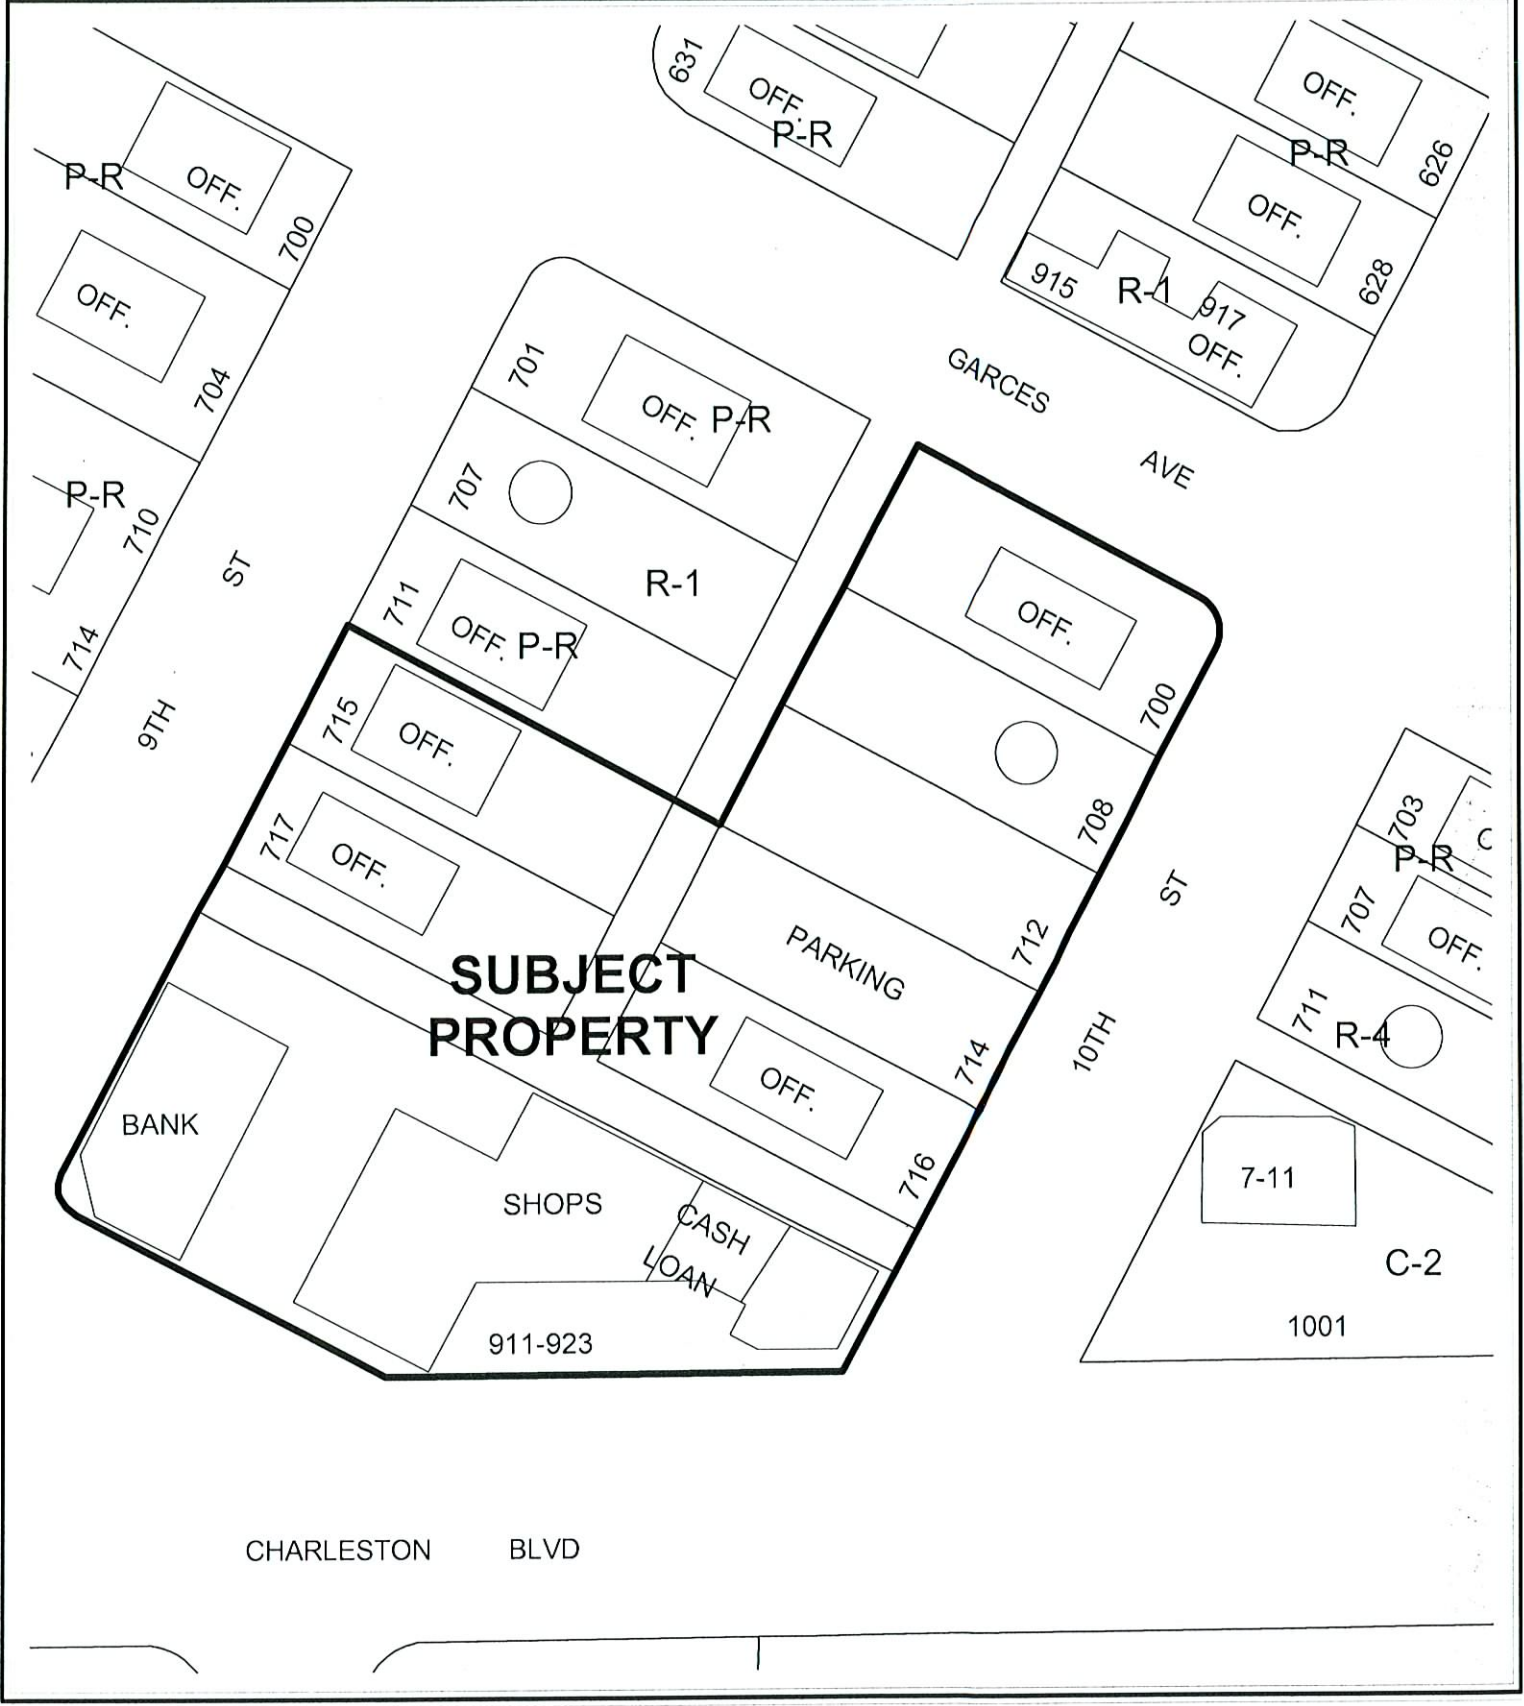 631
OFF.
P-R
OFF.
P-R
626
OFF.
628
915
R-1
917
OFF.
P-R
OFF.
700
OFF.
704
P-R
710
714
701
OFF.
P-R
707
R-1
711
OFF.
P-R
GARCES
AVE
9TH
ST
715
OFF.
717
OFF.
OFF.
700
708
712
PARKING
714
OFF.
716
SUBJECT
PROPERTY
10TH
ST
703
P-R
707
OFF.
711
R-4
BANK
SHOPS
CASH
LOAN
911-923
7-11
C-2
1001
CHARLESTON BLVD